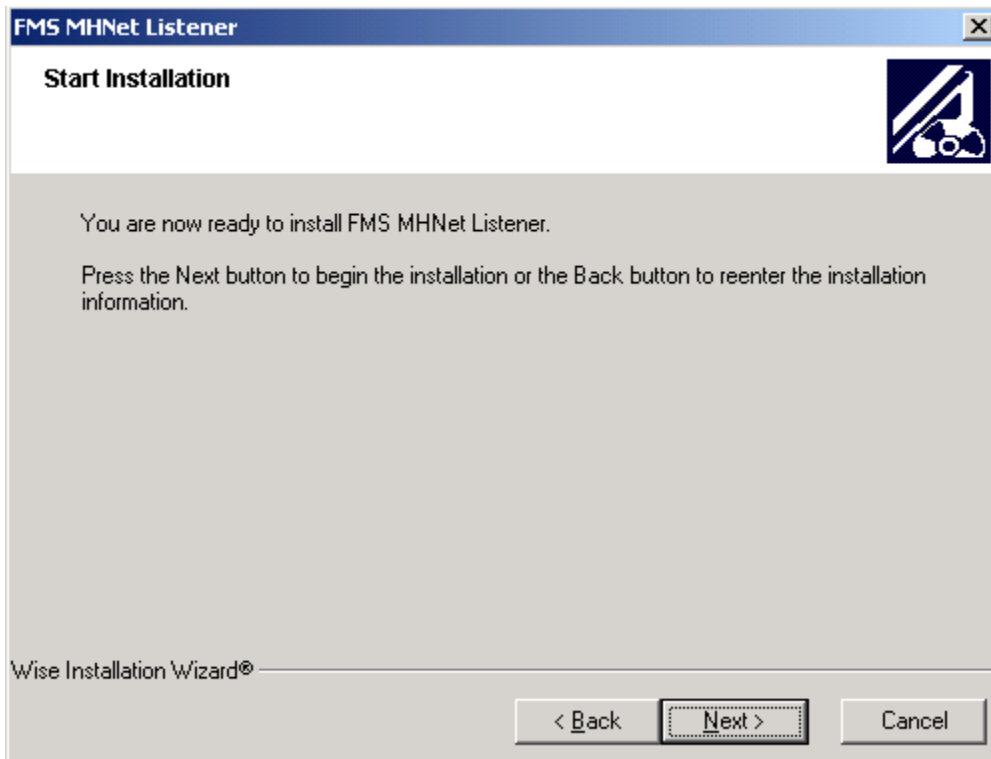 FMS MHNet Listener
Start Installation
You are now ready to install FMS MHNet Listener.
Press the Next button to begin the installation or the Back button to reenter the installation
information.
Wise Installation Wizard®
< Back
Next >
Cancel